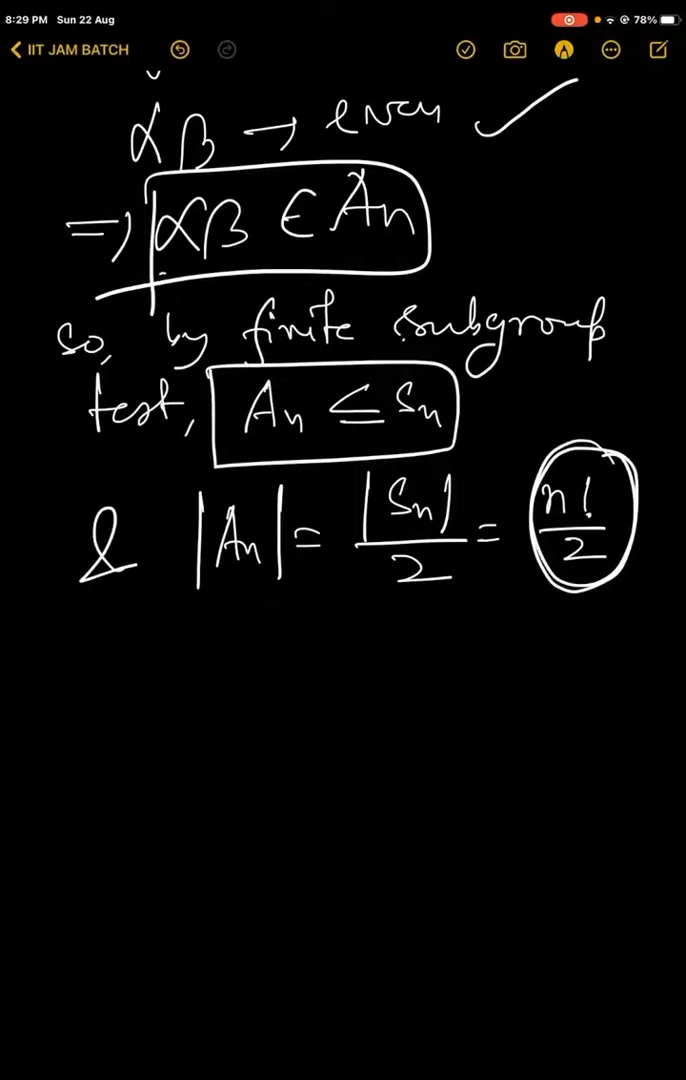 8:29 PM Sun 22 Aug 78%
IIT JAM BATCH
αβ → even ✓
⇒ αβ ∈ An
so, by finite subgroup
test, An ≤ Sn
& |An| = |Sn|/2 = n!/2